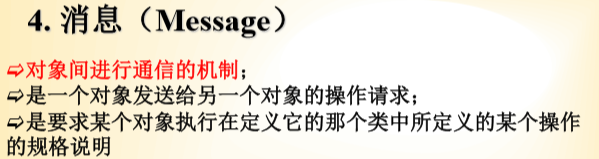 4. 消息（Message）
➯对象间进行通信的机制；
➯是一个对象发送给另一个对象的操作请求；
➯是要求某个对象执行在定义它的那个类中所定义的某个操作
的规格说明